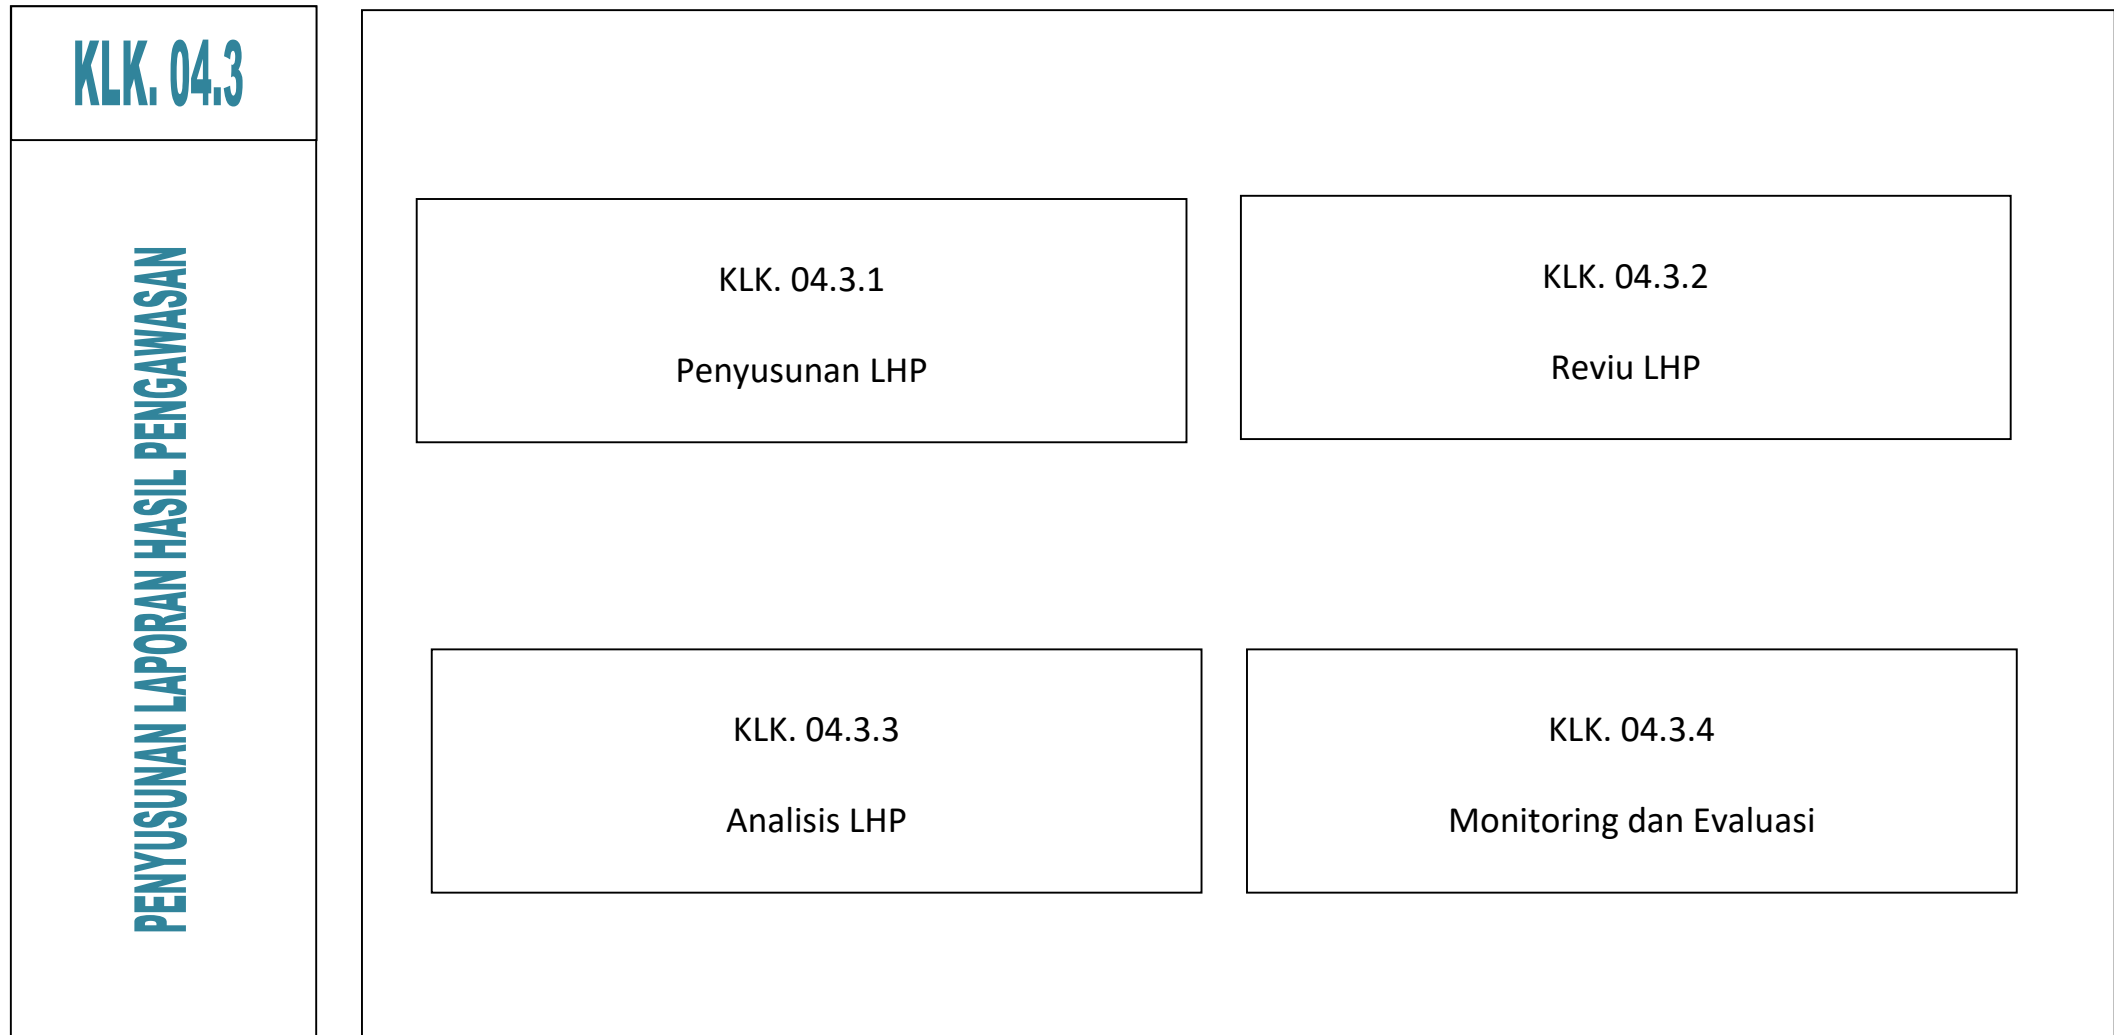 KLK. 04.3
PENYUSUNAN LAPORAN HASIL PENGAWASAN
KLK. 04.3.1
Penyusunan LHP
KLK. 04.3.2
Reviu LHP
KLK. 04.3.3
Analisis LHP
KLK. 04.3.4
Monitoring dan Evaluasi